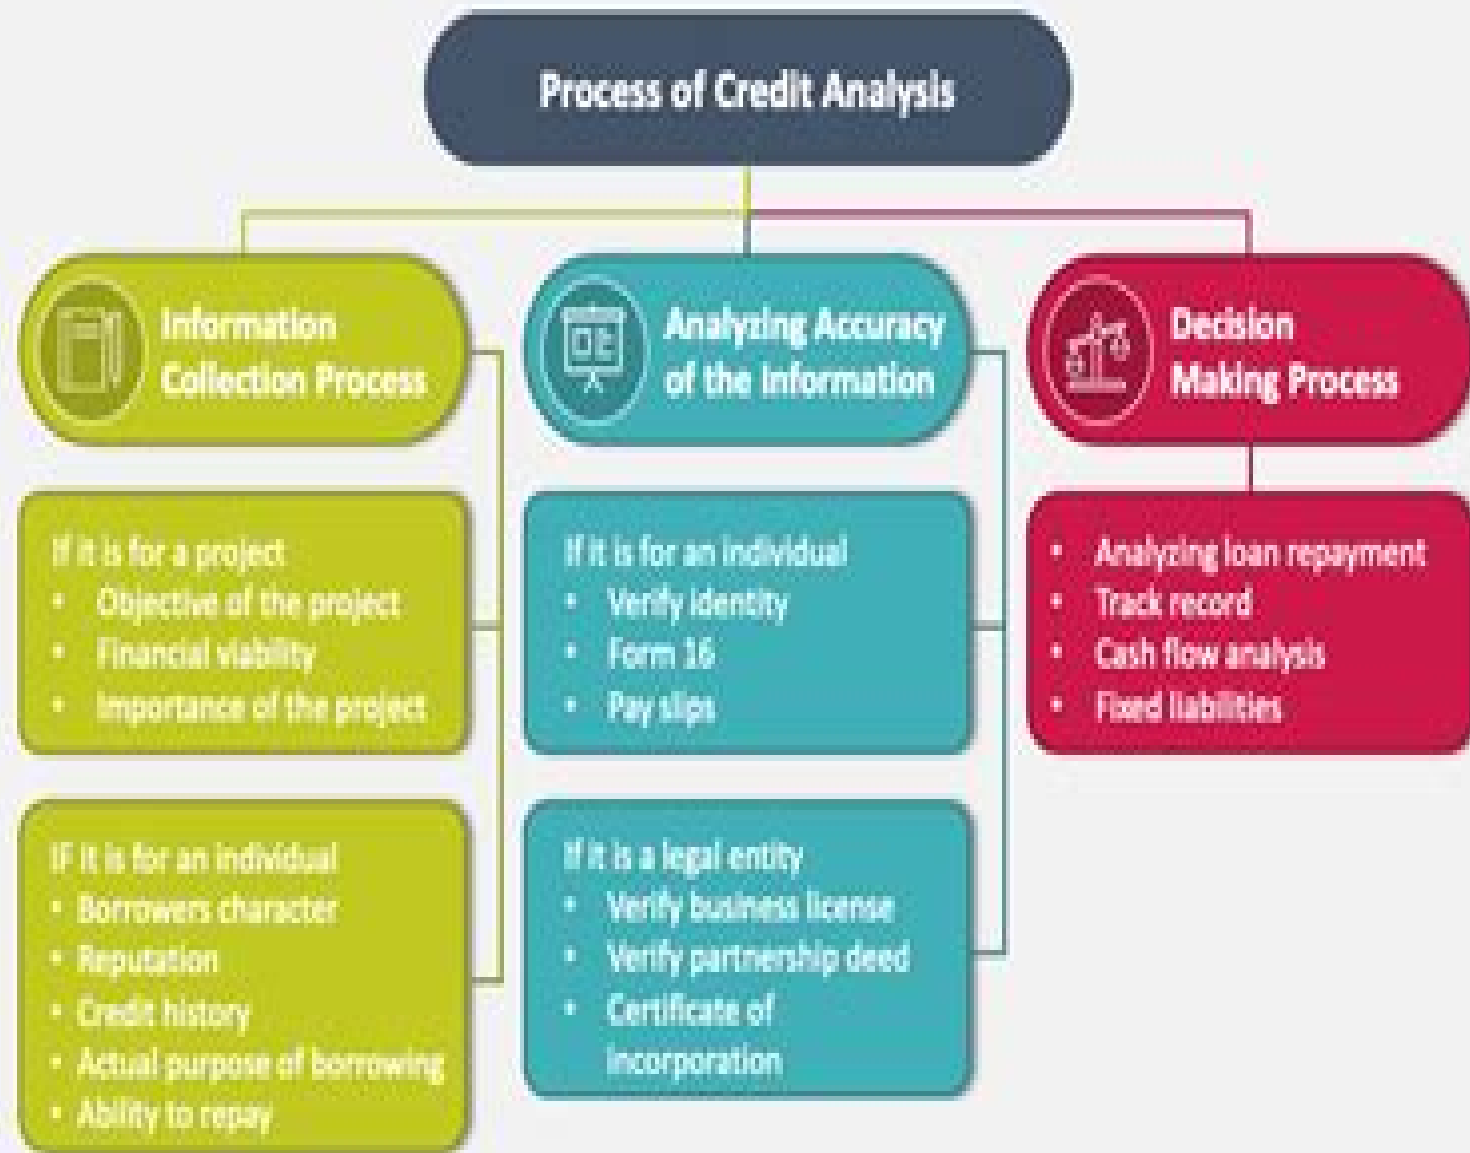 Process of Credit Analysis
Information
Collection Process
If it is for a project
• Objective of the project
• Financial viability
• Importance of the project
IF it is for an individual
• Borrowers character
• Reputation
• Credit history
• Actual purpose of borrowing
• Ability to repay
Analyzing Accuracy
of the Information
If it is for an individual
• Verify identity
• Form 16
• Pay slips
If it is a legal entity
• Verify business license
• Verify partnership deed
• Certificate of
incorporation
Decision
Making Process
• Analyzing loan repayment
• Track record
• Cash flow analysis
• Fixed liabilities